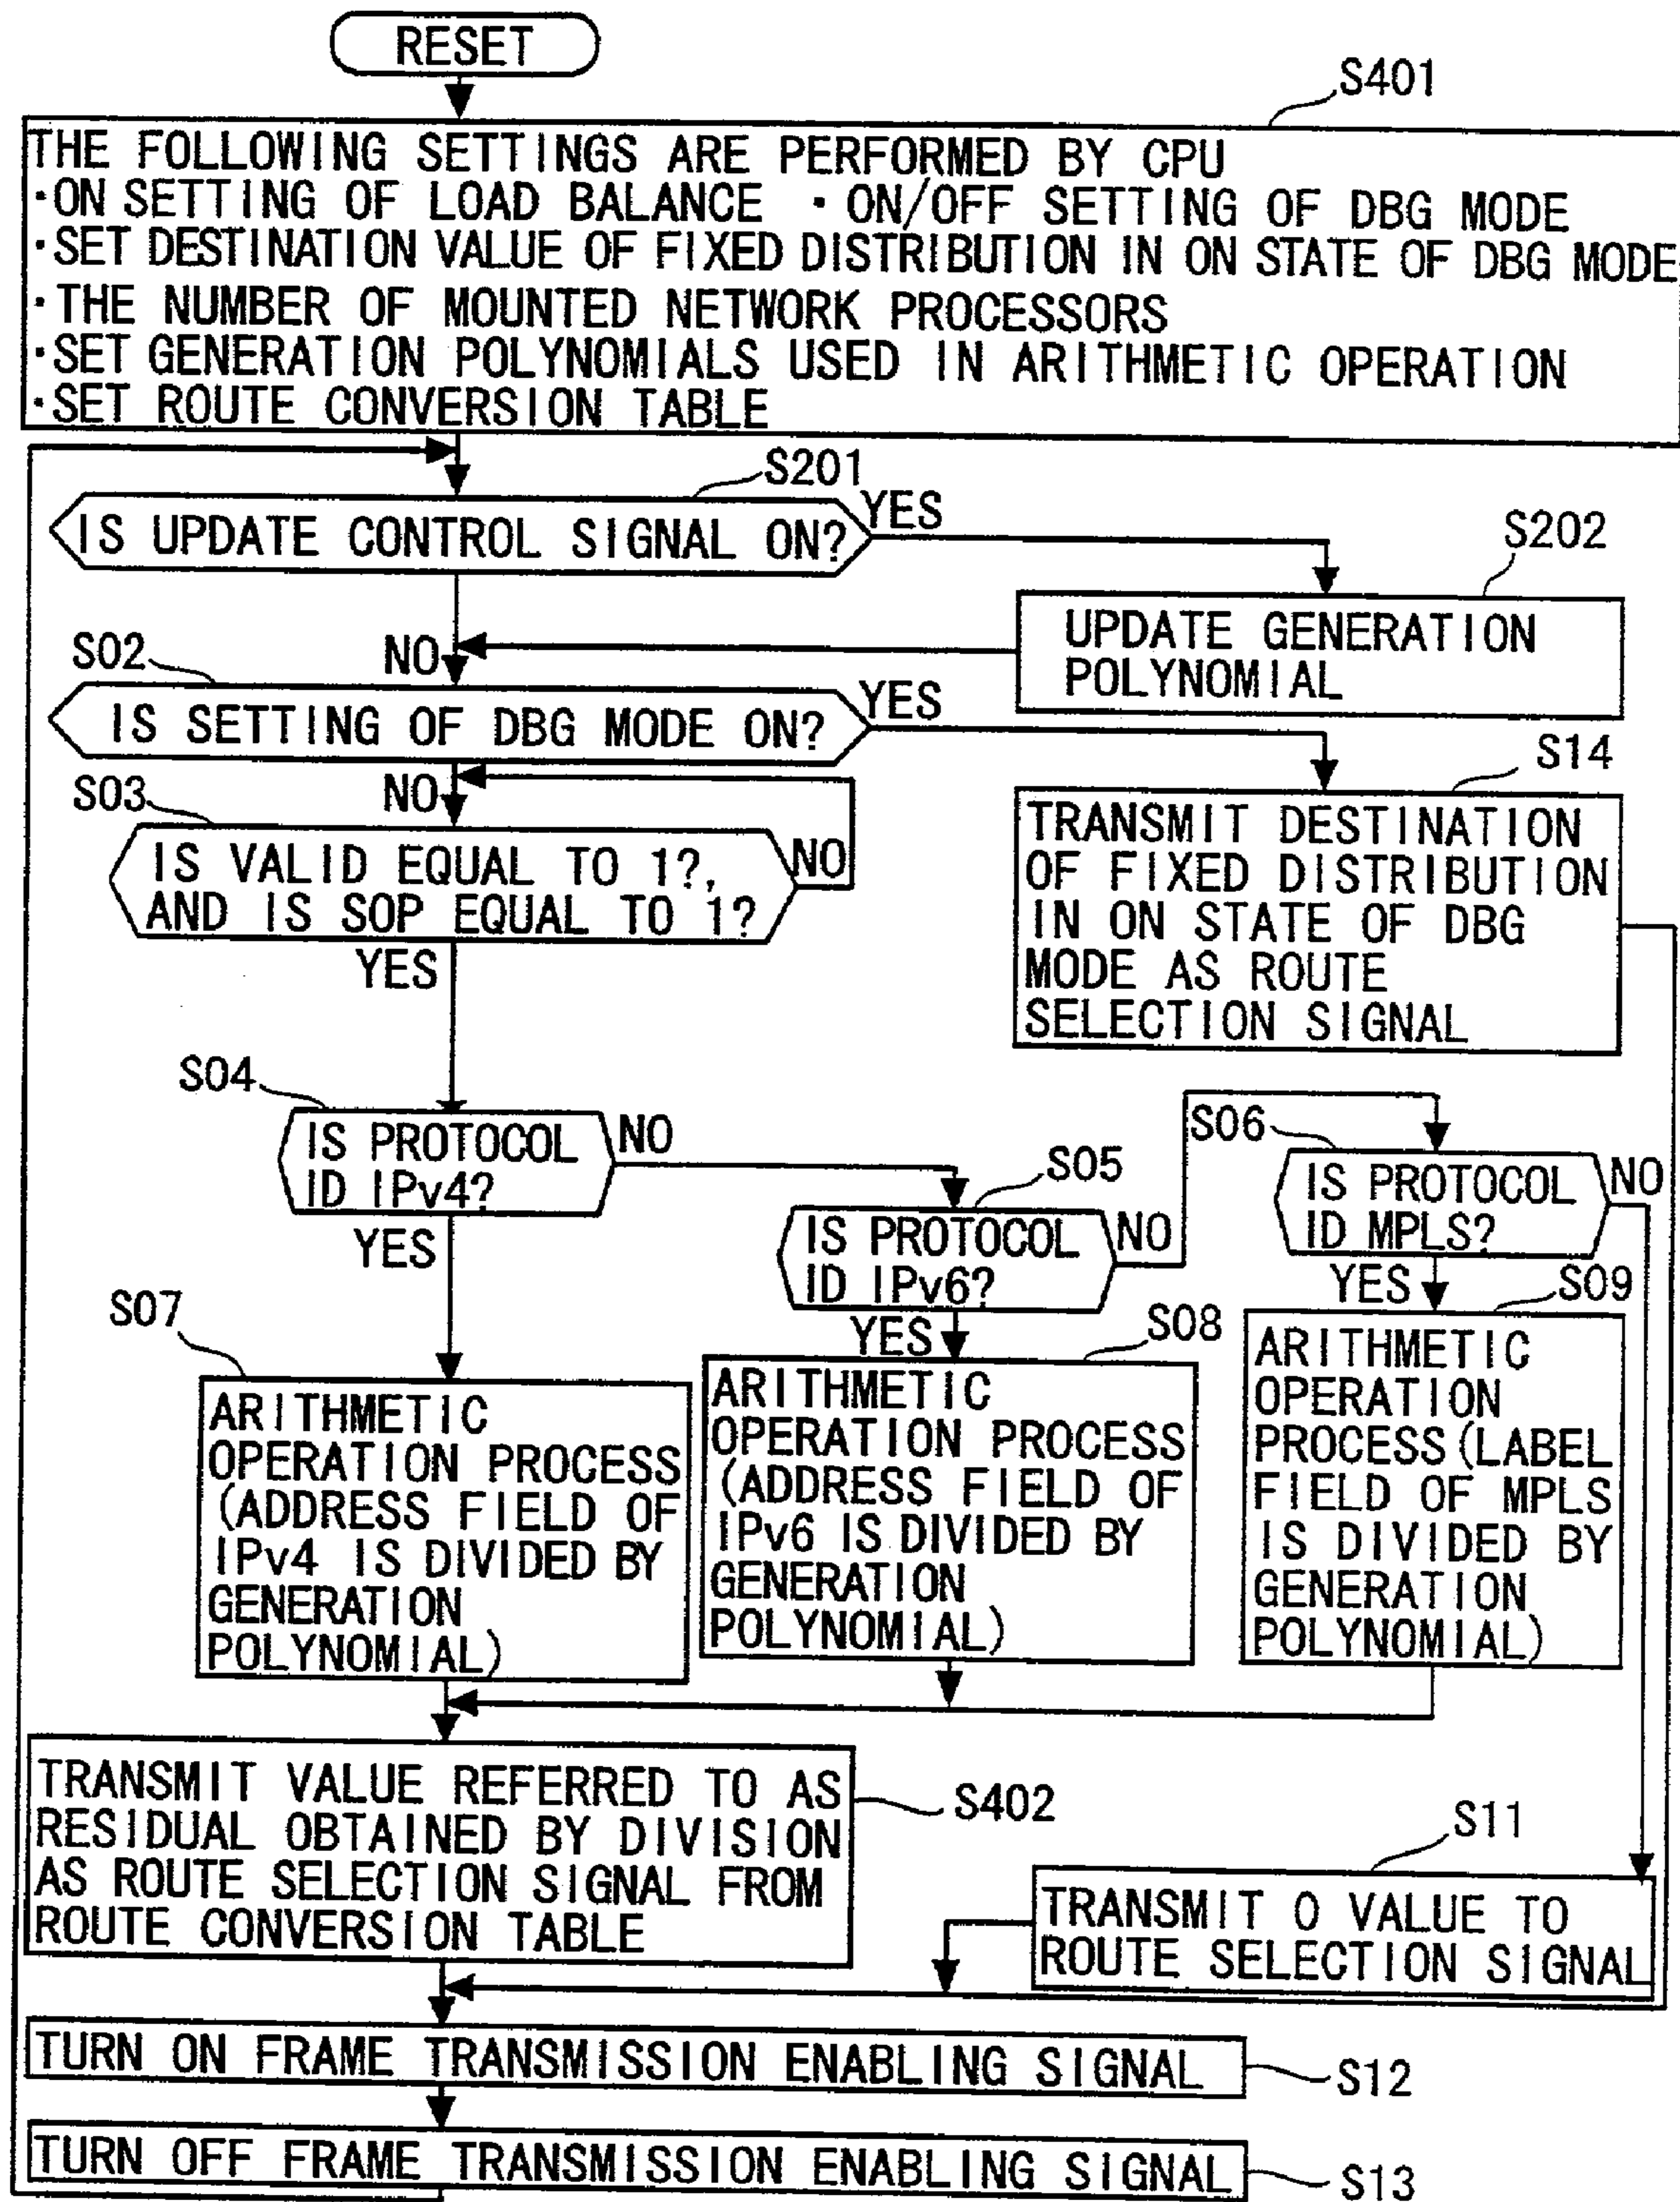 RESET
S401
THE FOLLOWING SETTINGS ARE PERFORMED BY CPU
·ON SETTING OF LOAD BALANCE ·ON/OFF SETTING OF DBG MODE
·SET DESTINATION VALUE OF FIXED DISTRIBUTION IN ON STATE OF DBG MODE
·THE NUMBER OF MOUNTED NETWORK PROCESSORS
·SET GENERATION POLYNOMIALS USED IN ARITHMETIC OPERATION
·SET ROUTE CONVERSION TABLE
S201
IS UPDATE CONTROL SIGNAL ON?
YES
S202
UPDATE GENERATION
POLYNOMIAL
NO
S02
IS SETTING OF DBG MODE ON?
YES
S14
TRANSMIT DESTINATION
OF FIXED DISTRIBUTION
IN ON STATE OF DBG
MODE AS ROUTE
SELECTION SIGNAL
NO
S03
IS VALID EQUAL TO 1?,
AND IS SOP EQUAL TO 1?
NO
YES
S04
IS PROTOCOL
ID IPv4?
NO
YES
S05
IS PROTOCOL
ID IPv6?
NO
YES
S06
IS PROTOCOL
ID MPLS?
NO
YES
S07
ARITHMETIC
OPERATION PROCESS
(ADDRESS FIELD OF
IPv4 IS DIVIDED BY
GENERATION
POLYNOMIAL)
S08
ARITHMETIC
OPERATION PROCESS
(ADDRESS FIELD OF
IPv6 IS DIVIDED BY
GENERATION
POLYNOMIAL)
S09
ARITHMETIC
OPERATION
PROCESS(LABEL
FIELD OF MPLS
IS DIVIDED BY
GENERATION
POLYNOMIAL)
TRANSMIT VALUE REFERRED TO AS
RESIDUAL OBTAINED BY DIVISION
AS ROUTE SELECTION SIGNAL FROM
ROUTE CONVERSION TABLE
S402
S11
TRANSMIT 0 VALUE TO
ROUTE SELECTION SIGNAL
TURN ON FRAME TRANSMISSION ENABLING SIGNAL
S12
TURN OFF FRAME TRANSMISSION ENABLING SIGNAL
S13